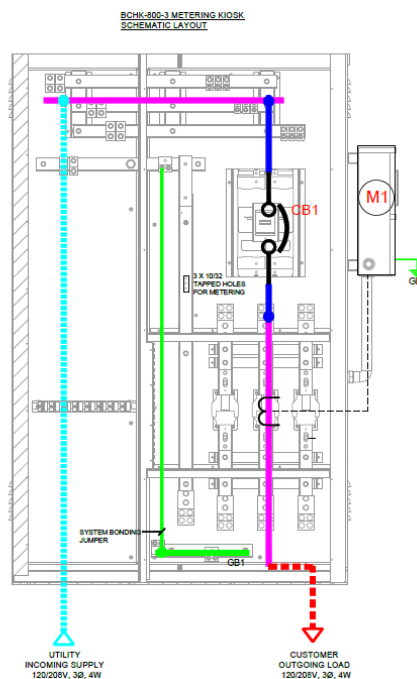 BCHK-800-3 METERING KIOSK
SCHEMATIC LAYOUT
M1
CB1
3 X 10/32
TAPPED HOLES
FOR METERING
SYSTEM BONDING
JUMPER
GB1
UTILITY
INCOMING SUPPLY
120/208V, 3Ø, 4W
CUSTOMER
OUTGOING LOAD
120/208V, 3Ø, 4W